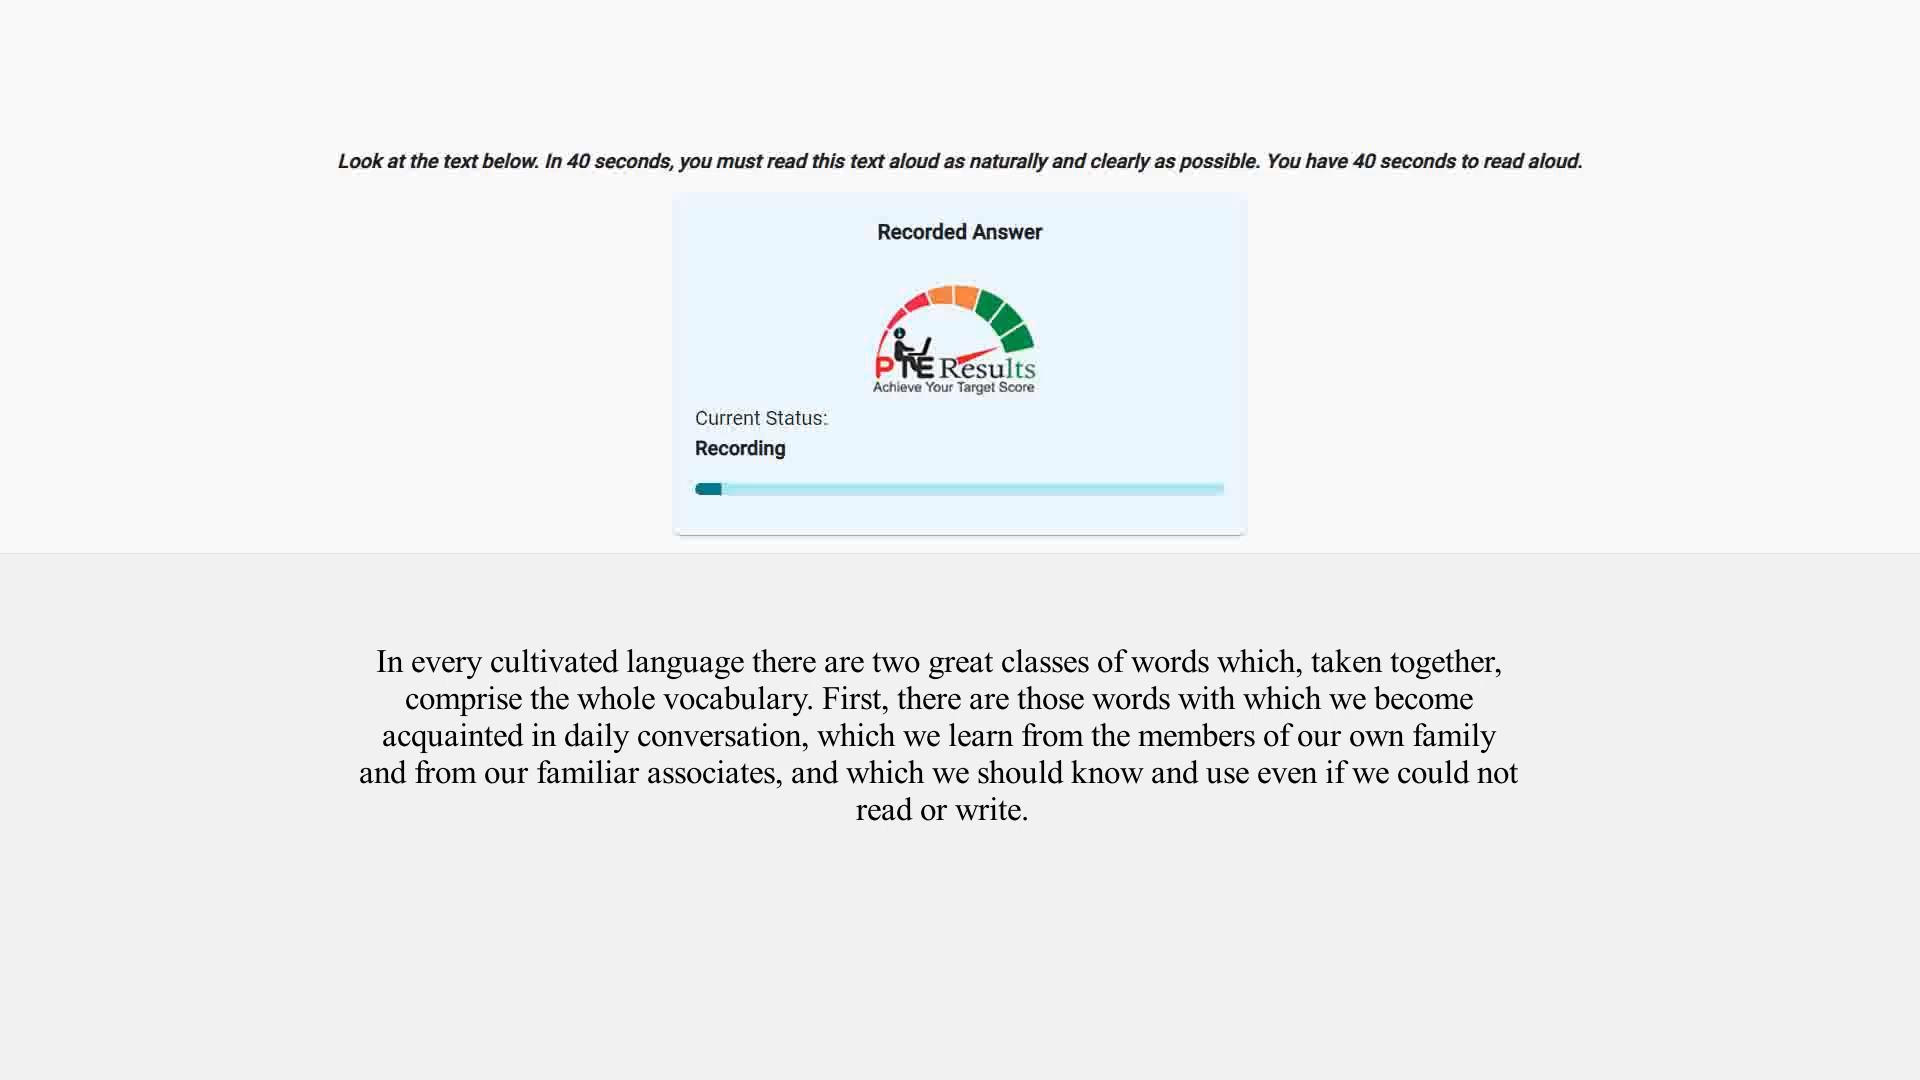 Look at the text below. In 40 seconds, you must read this text aloud as naturally and clearly as possible. You have 40 seconds to read aloud.
Recorded Answer
PTE Results
Achieve Your Target Score
Current Status:
Recording
In every cultivated language there are two great classes of words which, taken together,
comprise the whole vocabulary. First, there are those words with which we become
acquainted in daily conversation, which we learn from the members of our own family
and from our familiar associates, and which we should know and use even if we could not
read or write.